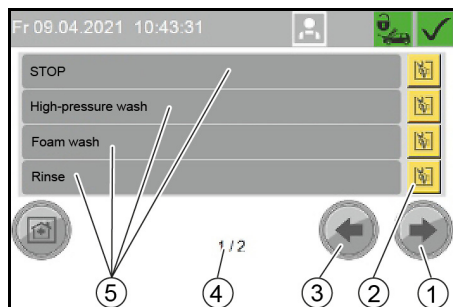 Fr 09.04.2021 10:43:31
STOP
High-pressure wash
Foam wash
Rinse
1 / 2
5 4 3 2 1